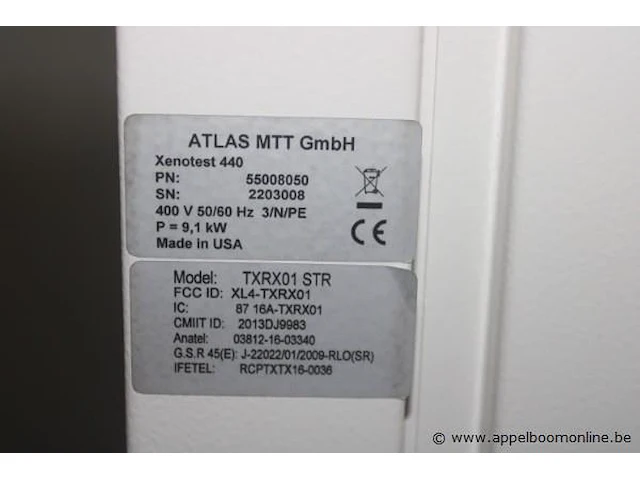 ATLAS MTT GmbH
Xenotest 440
PN: 55008050
SN: 2203008
400 V 50/60 Hz 3/N/PE
P = 9,1 kW
Made in USA
CE
Model: TXRX01 STR
FCC ID: XL4-TXRX01
IC: 87 16A-TXRX01
CMIIT ID: 2013DJ9983
Anatel: 03812-16-03340
G.S.R 45(E): J-22022/01/2009-RLO(SR)
IFETEL: RCPTXTX16-0036
© www.appelboomonline.be